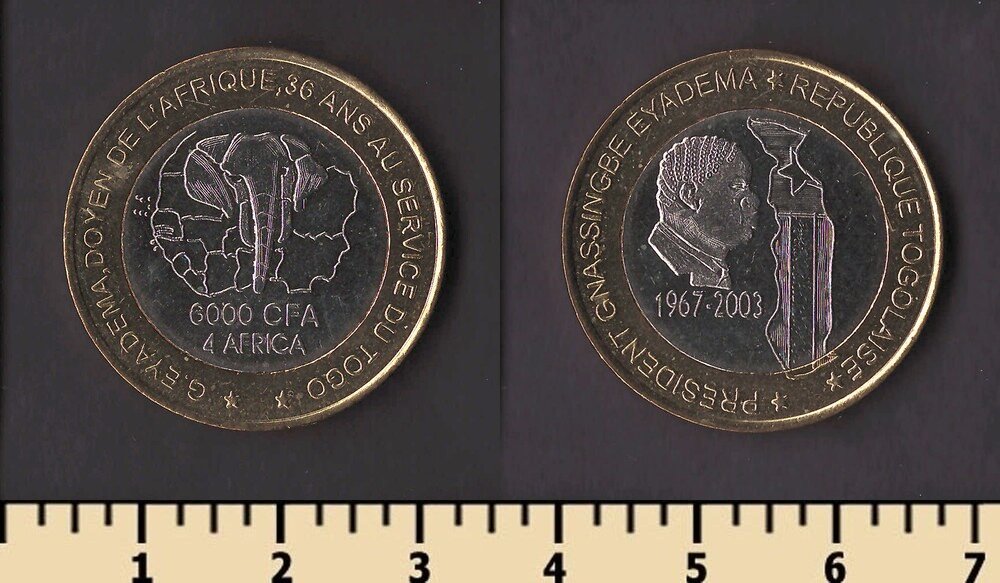 G.EYADEMA,DOYEN DE L'AFRIQUE,36 ANS AU SERVICE DU TOGO
6000 CFA
4 AFRICA
PRESIDENT GNASSINGBE EYADEMA * REPUBLIQUE TOGOLAISE
1967-2003
1 2 3 4 5 6 7